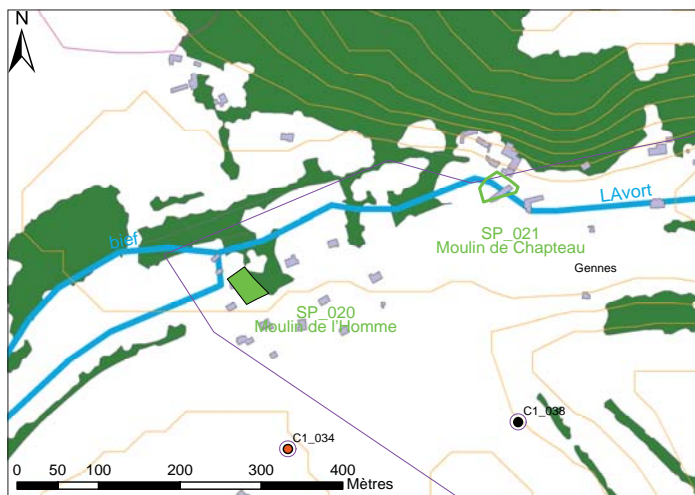 N
LAvort
bief
SP_021
Moulin de Chapteau
Gennes
SP_020
Moulin de l'Homme
C1_038
C1_034
0 50 100 200 300 400 Mètres